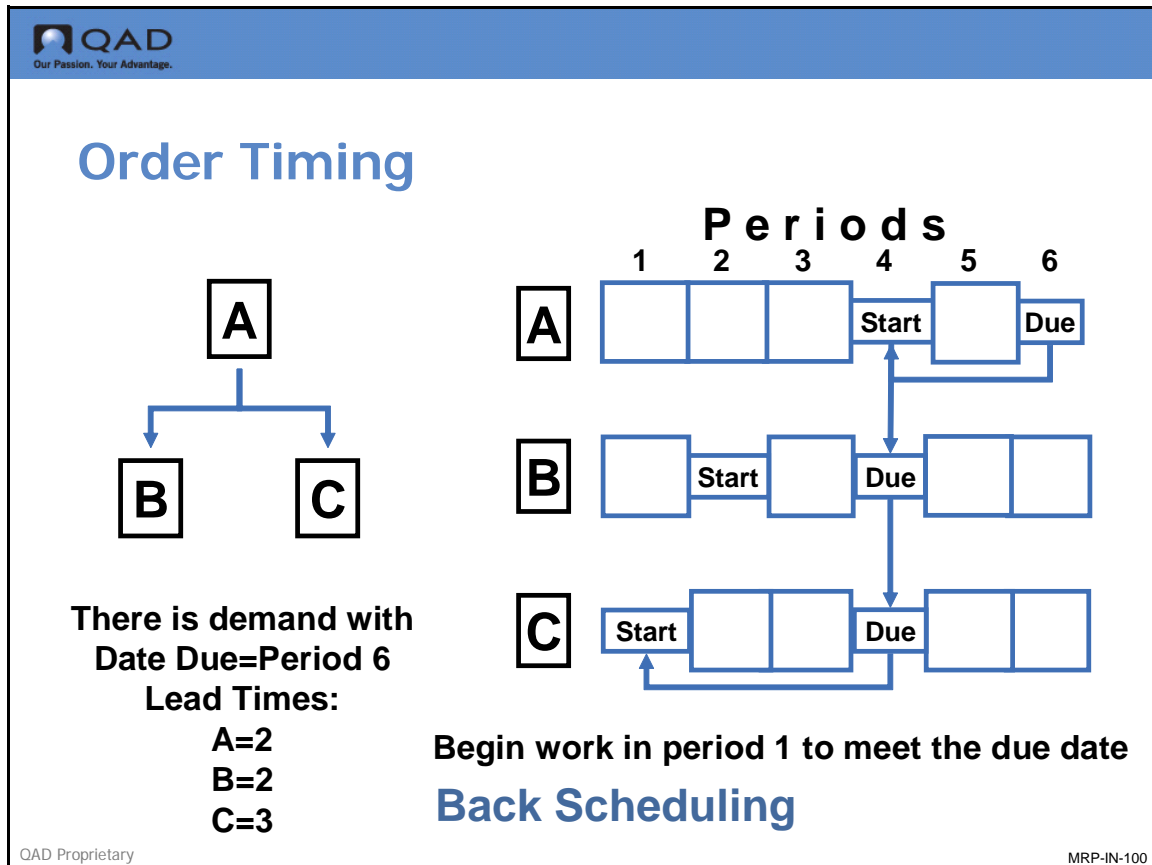 QAD
Our Passion. Your Advantage.
Order Timing
A
B C
There is demand with
Date Due=Period 6
Lead Times:
A=2
B=2
C=3
Periods
1 2 3 4 5 6
A Start Due
B Start Due
C Start Due
Begin work in period 1 to meet the due date
Back Scheduling
QAD Proprietary
MRP-IN-100